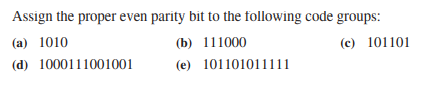 Assign the proper even parity bit to the following code groups:
(a) 1010 (b) 111000 (c) 101101
(d) 1000111001001 (e) 101101011111